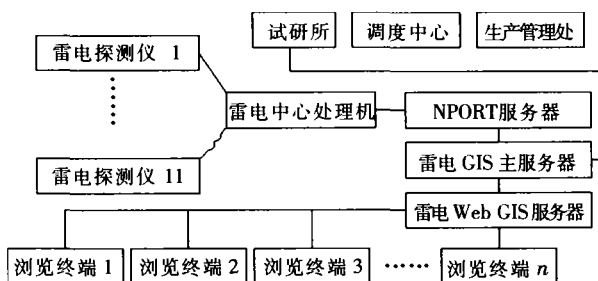 试研所 调度中心 生产管理处
雷电探测仪 1
雷电中心处理机 NPORT服务器
雷电探测仪 11 雷电 GIS 主服务器
雷电 Web GIS 服务器
浏览终端 1 浏览终端 2 浏览终端 3 …… 浏览终端 n